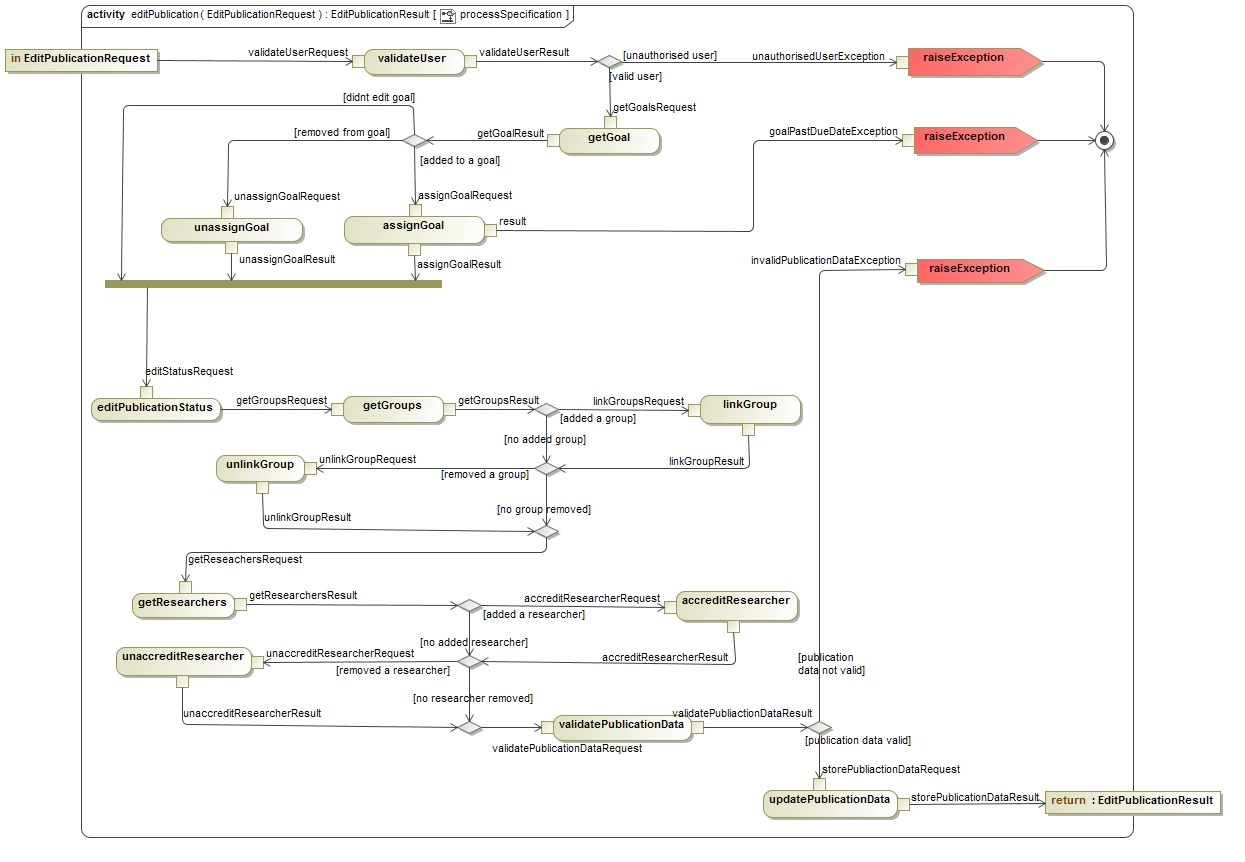 activity editPublication ( EditPublicationRequest ) : EditPublicationResult [ processSpecification ]
in EditPublicationRequest
validateUserRequest
validateUser
validateUserResult
[unauthorised user]
unauthorisedUserException
raiseException
[valid user]
[didnt edit goal]
getGoalsRequest
[removed from goal]
getGoalResult
getGoal
goalPastDueDateException
raiseException
[added to a goal]
unassignGoalRequest
assignGoalRequest
unassignGoal
assignGoal
result
unassignGoalResult
assignGoalResult
invalidPublicationDataException
raiseException
editStatusRequest
editPublicationStatus
getGroupsRequest
getGroups
getGroupsResult
linkGroupsRequest
linkGroup
[added a group]
[no added group]
unlinkGroup
unlinkGroupRequest
[removed a group]
linkGroupResult
[no group removed]
unlinkGroupResult
getReseachersRequest
getResearchers
getResearchersResult
accreditResearcherRequest
accreditResearcher
[added a researcher]
[no added researcher]
unaccreditResearcher
unaccreditResearcherRequest
[removed a researcher]
accreditResearcherResult
[publication
data not valid]
[no researcher removed]
unaccreditResearcherResult
validatePublicationData
validatePubliactionDataResult
validatePublicationDataRequest
[publication data valid]
storePubliactionDataRequest
updatePublicationData
storePublicationDataResult
return : EditPublicationResult